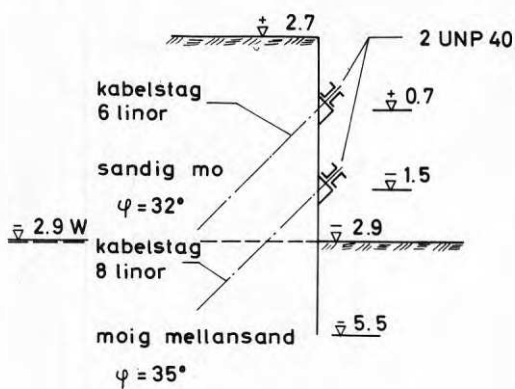 + 2.7
2 UNP 40
kabelstag
6 linor
+ 0.7
sandig mo
φ = 32°
- 1.5
- 2.9 W
- 2.9
kabelstag
8 linor
moig mellansand
- 5.5
φ = 35°